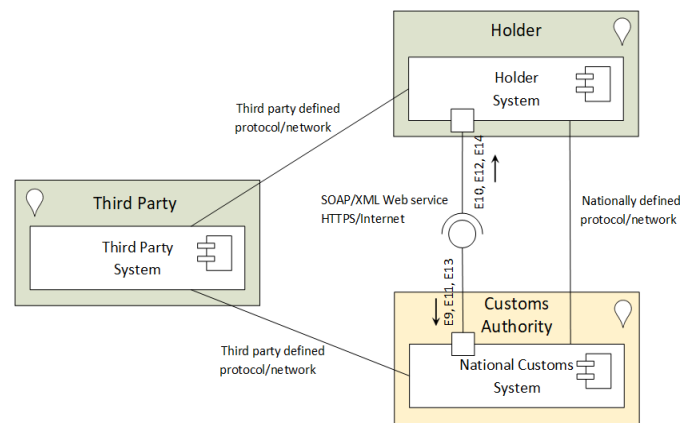 Holder
Holder
System
Third party defined
protocol/network
E10, E12, E14
Third Party
SOAP/XML Web service
HTTPS/Internet
Nationally defined
protocol/network
Third Party
System
E9, E11, E13
Customs
Authority
Third party defined
protocol/network
National Customs
System